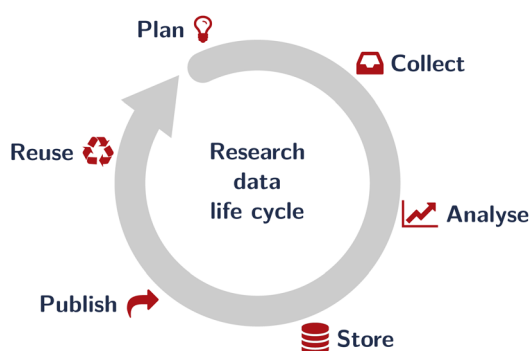 Plan
Collect
Reuse
Research
data
life cycle
Analyse
Publish
Store